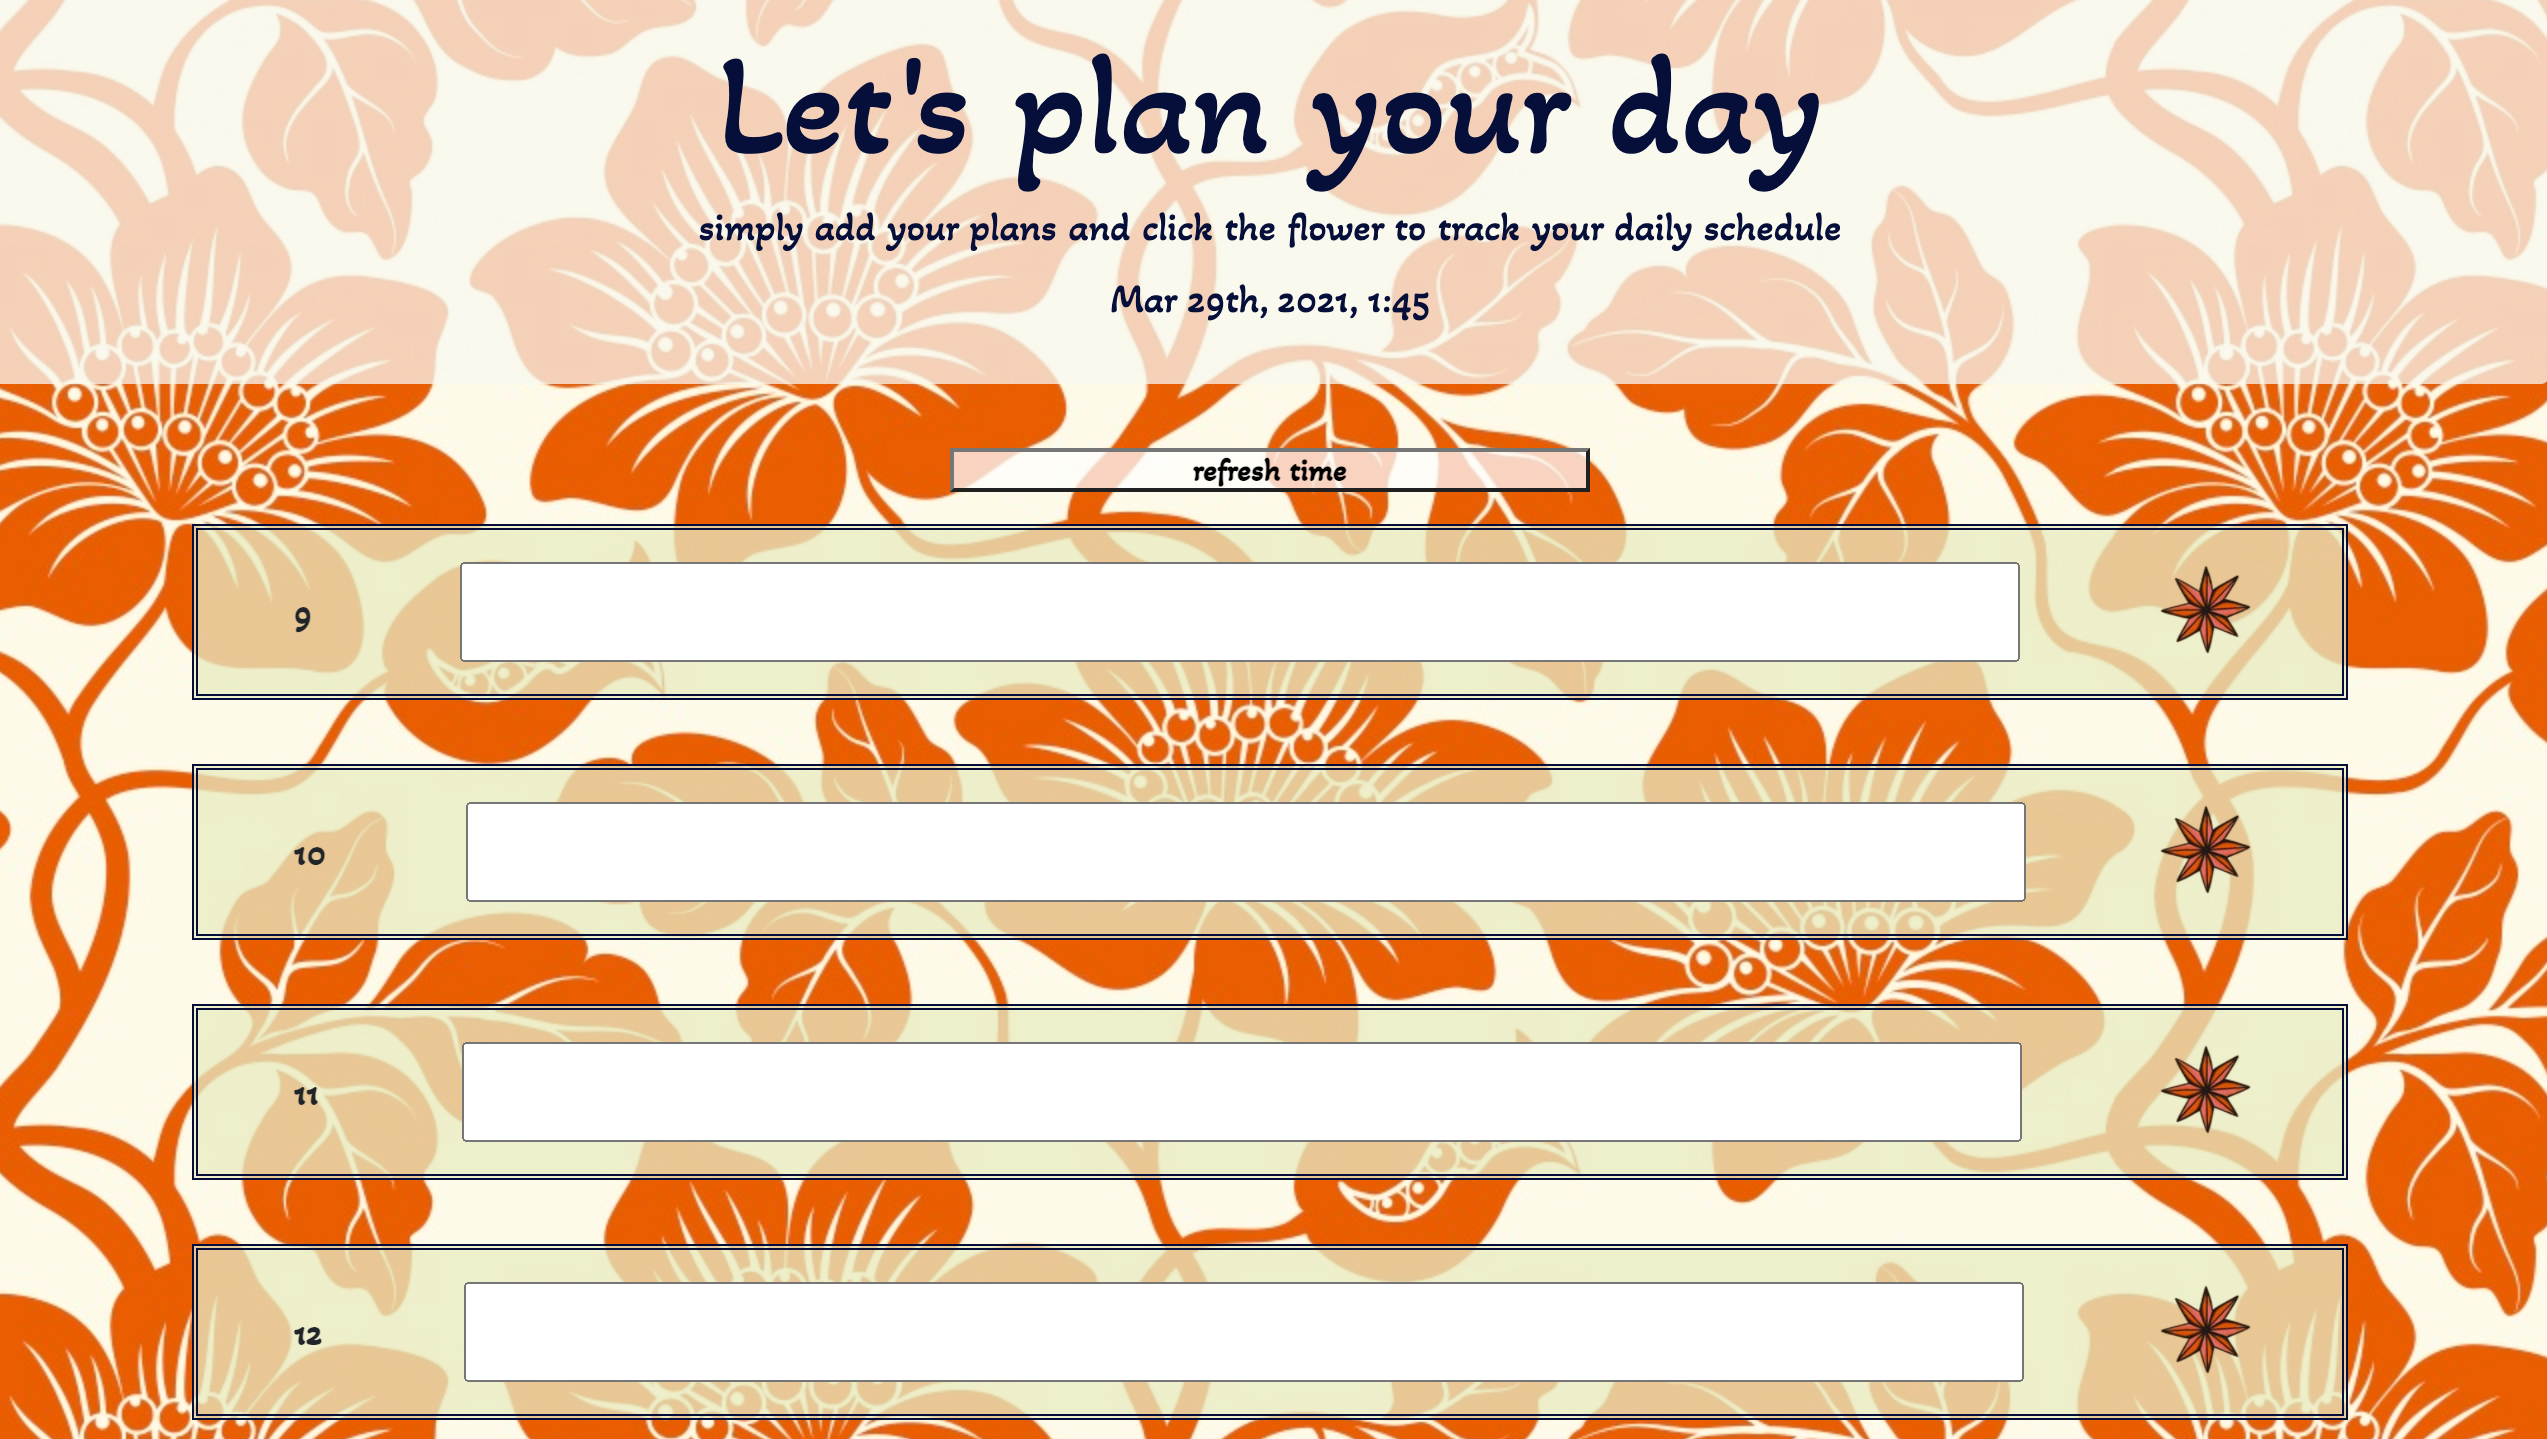 Let's plan your day
simply add your plans and click the flower to track your daily schedule
Mar 29th, 2021, 1:45
refresh time
9
10
11
12